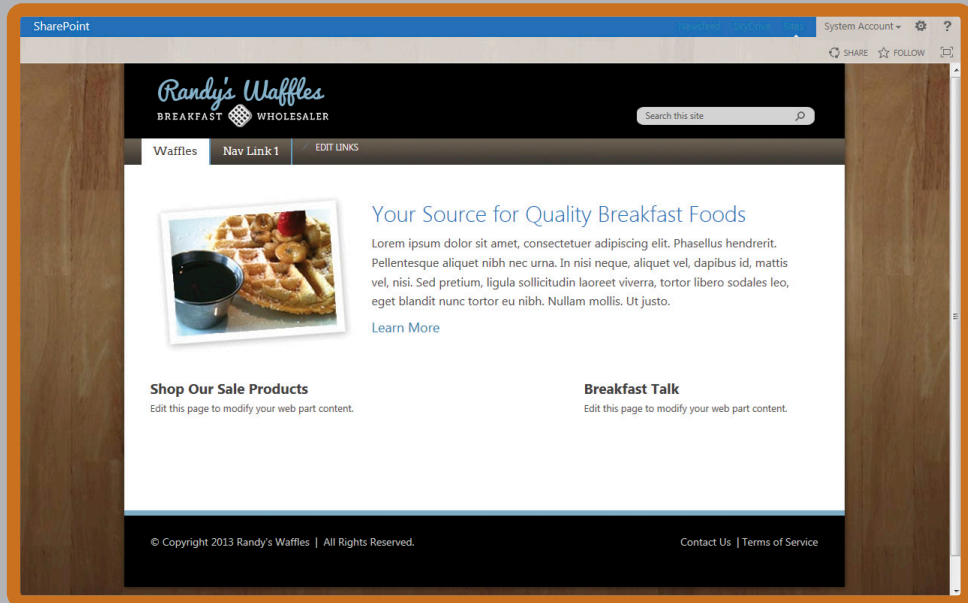 SharePoint
Newsfeed SkyDrive Sites System Account ?
SHARE FOLLOW
Randy's Waffles
BREAKFAST WHOLESALER
Search this site
Waffles Nav Link 1 EDIT LINKS
Your Source for Quality Breakfast Foods
Lorem ipsum dolor sit amet, consectetuer adipiscing elit. Phasellus hendrerit.
Pellentesque aliquet nibh nec urna. In nisi neque, aliquet vel, dapibus id, mattis
vel, nisi. Sed pretium, ligula sollicitudin laoreet viverra, tortor libero sodales leo,
eget blandit nunc tortor eu nibh. Nullam mollis. Ut justo.
Learn More
Shop Our Sale Products
Edit this page to modify your web part content.
Breakfast Talk
Edit this page to modify your web part content.
© Copyright 2013 Randy's Waffles | All Rights Reserved.
Contact Us | Terms of Service